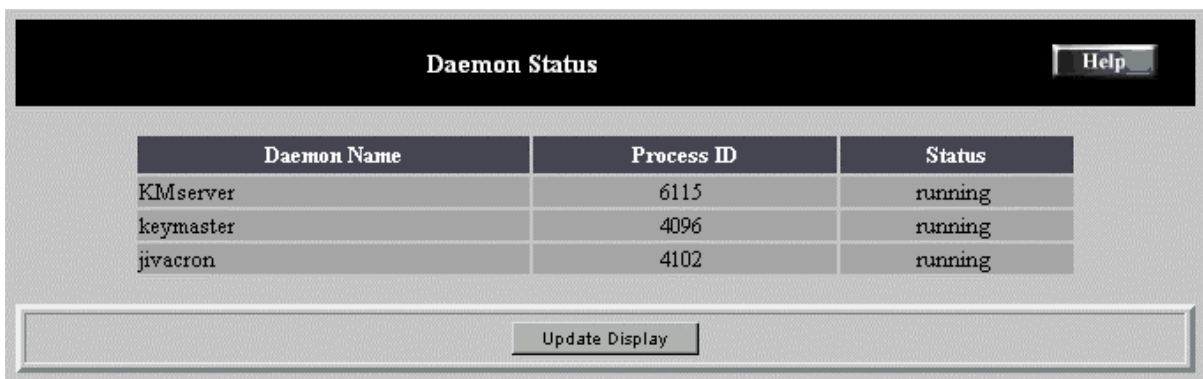 Daemon Status
Help
Daemon Name Process ID Status
KMserver 6115 running
keymaster 4096 running
jivacron 4102 running
Update Display